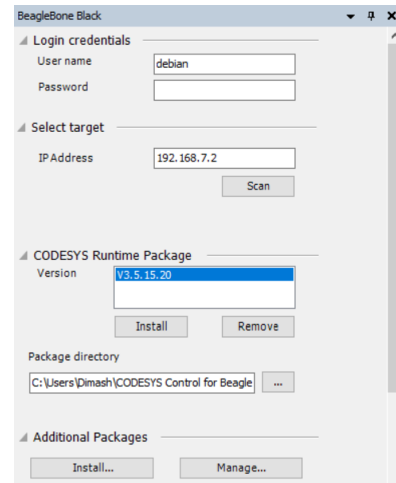 BeagleBone Black
Login credentials
User name
debian
Password
Select target
IP Address
192.168.7.2
Scan
CODESYS Runtime Package
Version
V3.5.15.20
Install
Remove
Package directory
C:\Users\Dimash\CODESYS Control for Beagle
...
Additional Packages
Install...
Manage...